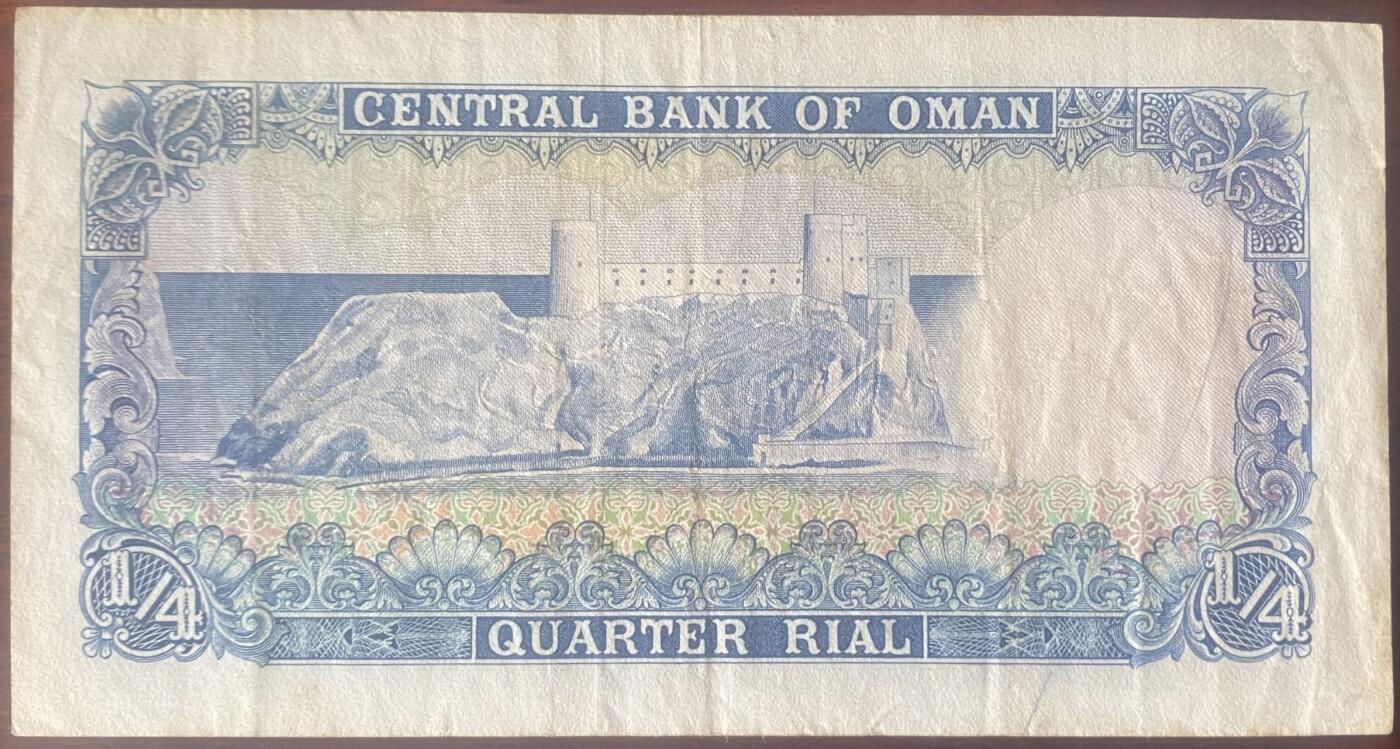 CENTRAL BANK OF OMAN
1/4
1/4
QUARTER RIAL